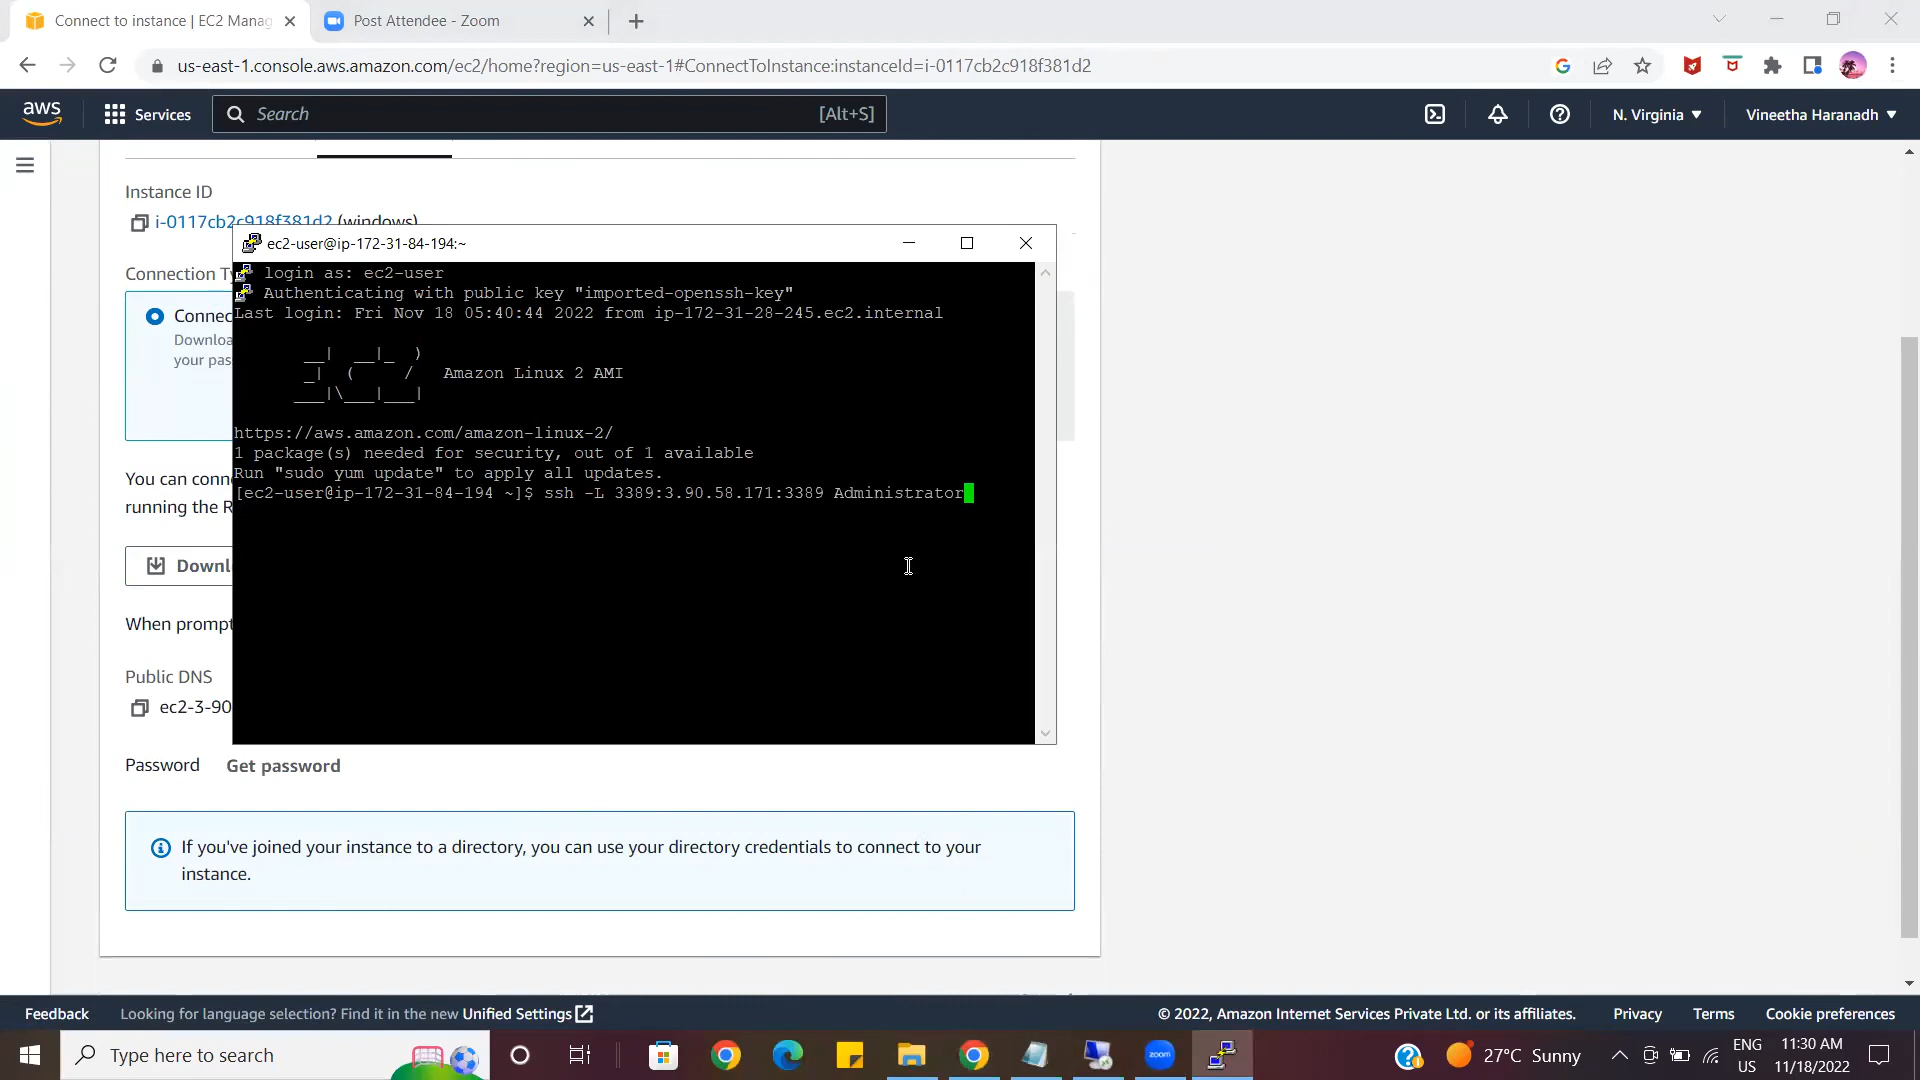 Connect to instance | EC2 Manag
Post Attendee - Zoom
us-east-1.console.aws.amazon.com/ec2/home?region=us-east-1#ConnectToInstance:instanceId=i-0117cb2c918f381d2
aws
Services
Search
[Alt+S]
N. Virginia
Vineetha Haranadh
Instance ID
i-0117cb2c918f381d2 (windows)
Connection Ty
Connec
Downloa
your pas
You can conn
running the R
Downl
When prompt
Public DNS
ec2-3-90
ec2-user@ip-172-31-84-194:~
login as: ec2-user
Authenticating with public key "imported-openssh-key"
Last login: Fri Nov 18 05:40:44 2022 from ip-172-31-28-245.ec2.internal
__|  __|_  )
_|  (     /   Amazon Linux 2 AMI
___|\___|___|
https://aws.amazon.com/amazon-linux-2/
1 package(s) needed for security, out of 1 available
Run "sudo yum update" to apply all updates.
[ec2-user@ip-172-31-84-194 ~]$ ssh -L 3389:3.90.58.171:3389 Administrator
Password
Get password
If you've joined your instance to a directory, you can use your directory credentials to connect to your
instance.
Feedback
Looking for language selection? Find it in the new Unified Settings
© 2022, Amazon Internet Services Private Ltd. or its affiliates.
Privacy
Terms
Cookie preferences
Type here to search
zoom
27°C Sunny
ENG
US
11:30 AM
11/18/2022